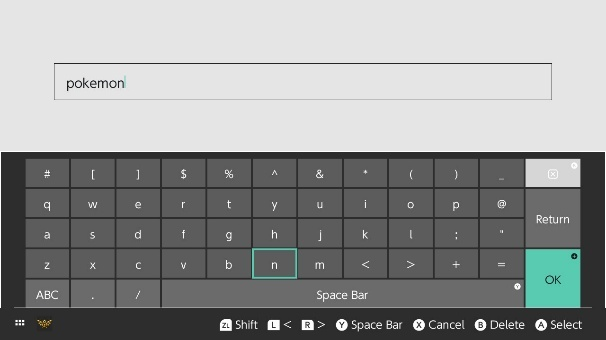 pokemon
# [ ] $ % ^ & * ( ) _
q w e r t y u i o p @
Return
a s d f g h j k l ; "
z x c v b n m < > + =
OK
ABC . / Space Bar Y
ZL Shift L < R > Y Space Bar X Cancel B Delete A Select